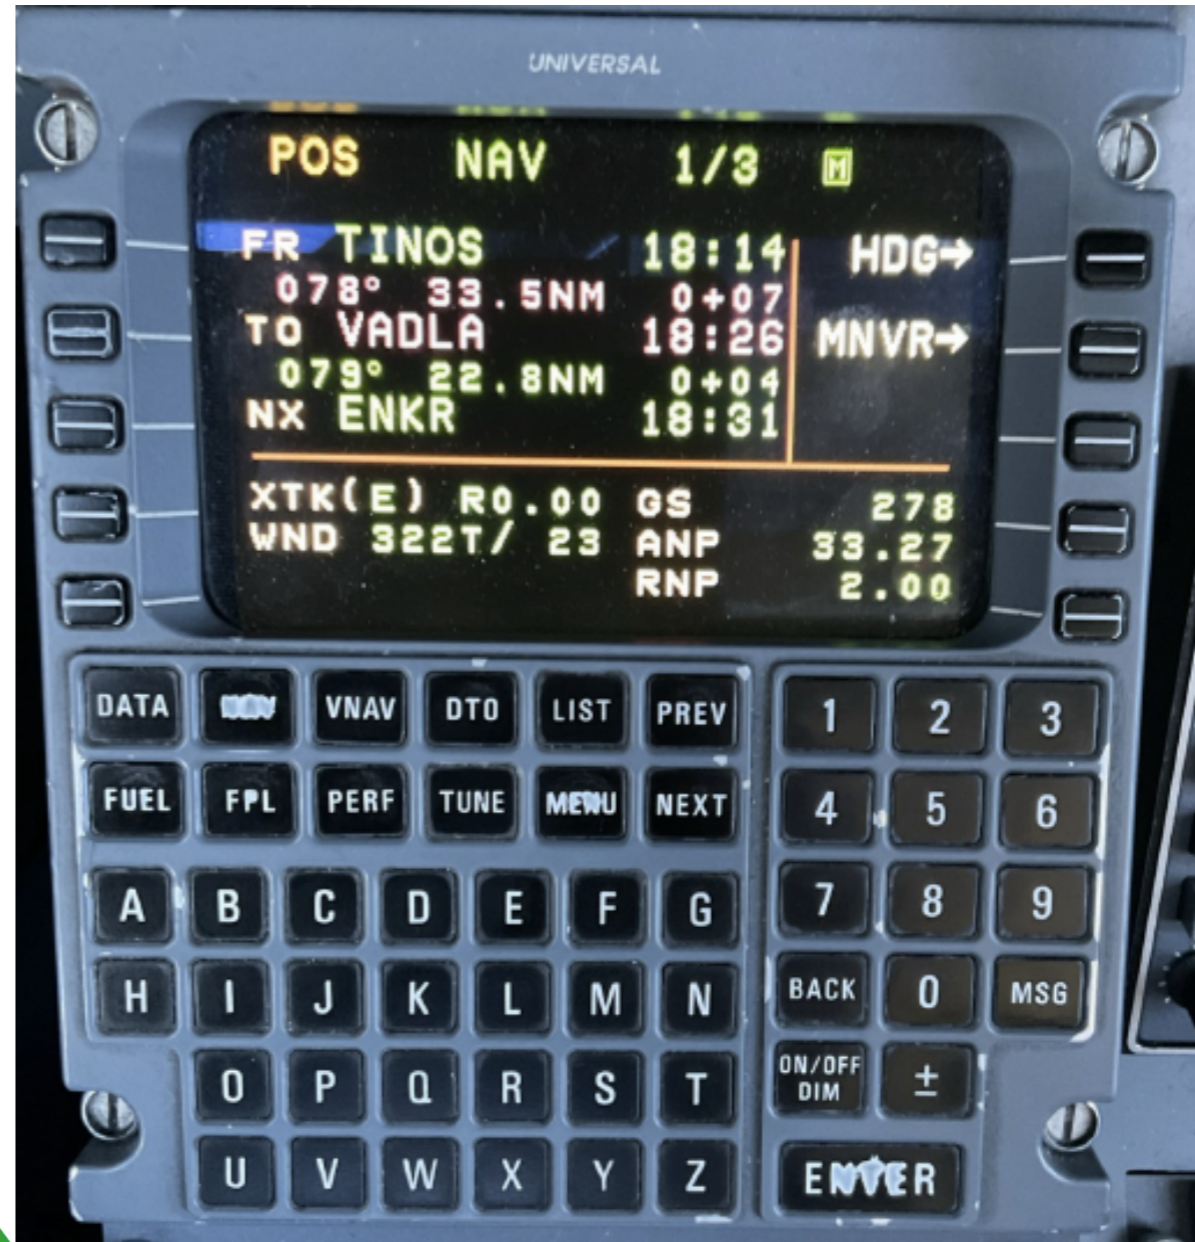 UNIVERSAL
POS NAV 1/3 M
FR TINOS 18:14 HDG→
078° 33.5NM 0+07
TO VADLA 18:26 MNVR→
079° 22.8NM 0+04
NX ENKR 18:31
XTK(E) R0.00 GS 278
WND 322T/ 23 ANP 33.27
RNP 2.00
DATA NAV VNAV DTO LIST PREV 1 2 3
FUEL FPL PERF TUNE MENU NEXT 4 5 6
A B C D E F G 7 8 9
H I J K L M N BACK 0 MSG
O P Q R S T ON/OFF DIM ±
U V W X Y Z ENTER